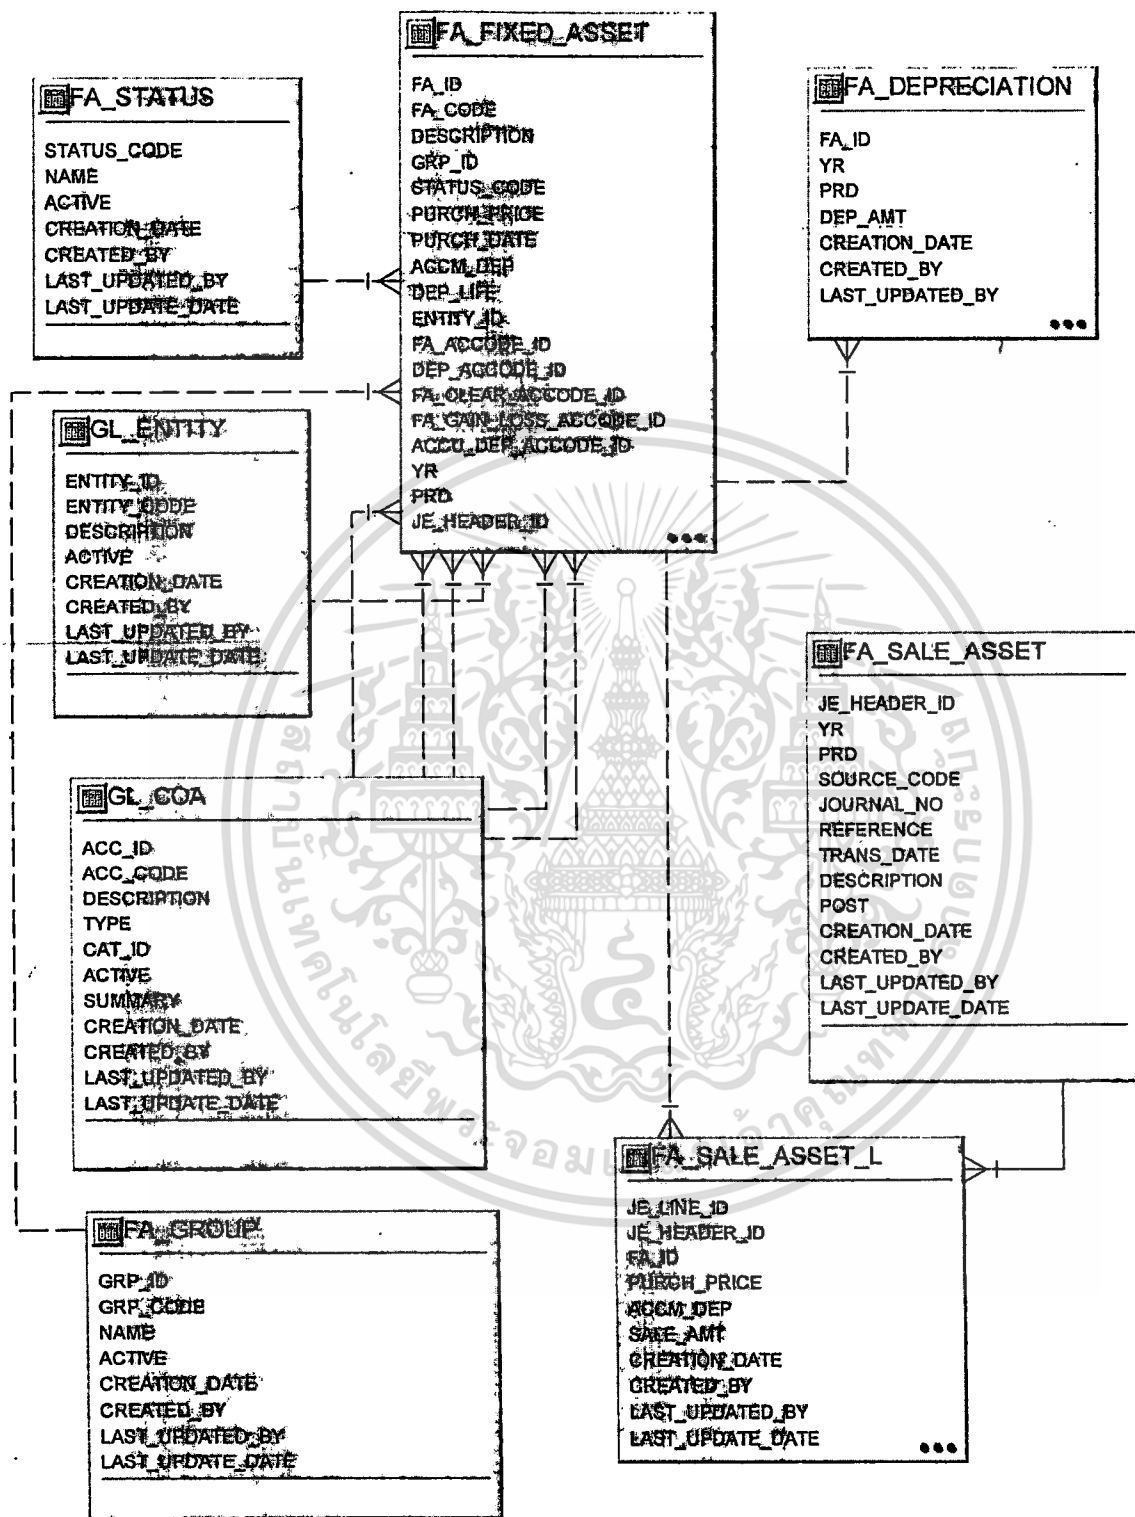 FA_FIXED_ASSET
FA_ID
FA_CODE
DESCRIPTION
GRP_ID
STATUS_CODE
PURCH_PRICE
PURCH_DATE
ACCM_DEP
DEP_LIFE
ENTITY_ID
FA_ACCODE_ID
DEP_ACCODE_ID
FA_CLEAR_ACCODE_ID
FA_GAIN_LOSS_ACCODE_ID
ACCU_DEP_ACCODE_ID
YR
PRD
JE_HEADER_ID
FA_STATUS
STATUS_CODE
NAME
ACTIVE
CREATION_DATE
CREATED_BY
LAST_UPDATED_BY
LAST_UPDATE_DATE
FA_DEPRECIATION
FA_ID
YR
PRD
DEP_AMT
CREATION_DATE
CREATED_BY
LAST_UPDATED_BY
GL_ENTITY
ENTITY_ID
ENTITY_CODE
DESCRIPTION
ACTIVE
CREATION_DATE
CREATED_BY
LAST_UPDATED_BY
LAST_UPDATE_DATE
FA_SALE_ASSET
JE_HEADER_ID
YR
PRD
SOURCE_CODE
JOURNAL_NO
REFERENCE
TRANS_DATE
DESCRIPTION
POST
CREATION_DATE
CREATED_BY
LAST_UPDATED_BY
LAST_UPDATE_DATE
GL_COA
ACC_ID
ACC_CODE
DESCRIPTION
TYPE
CAT_ID
ACTIVE
SUMMARY
CREATION_DATE
CREATED_BY
LAST_UPDATED_BY
LAST_UPDATE_DATE
FA_SALE_ASSET_L
JE_LINE_ID
JE_HEADER_ID
FA_ID
PURCH_PRICE
ACCM_DEP
SALE_AMT
CREATION_DATE
CREATED_BY
LAST_UPDATED_BY
LAST_UPDATE_DATE
FA_GROUP
GRP_ID
GRP_CODE
NAME
ACTIVE
CREATION_DATE
CREATED_BY
LAST_UPDATED_BY
LAST_UPDATE_DATE